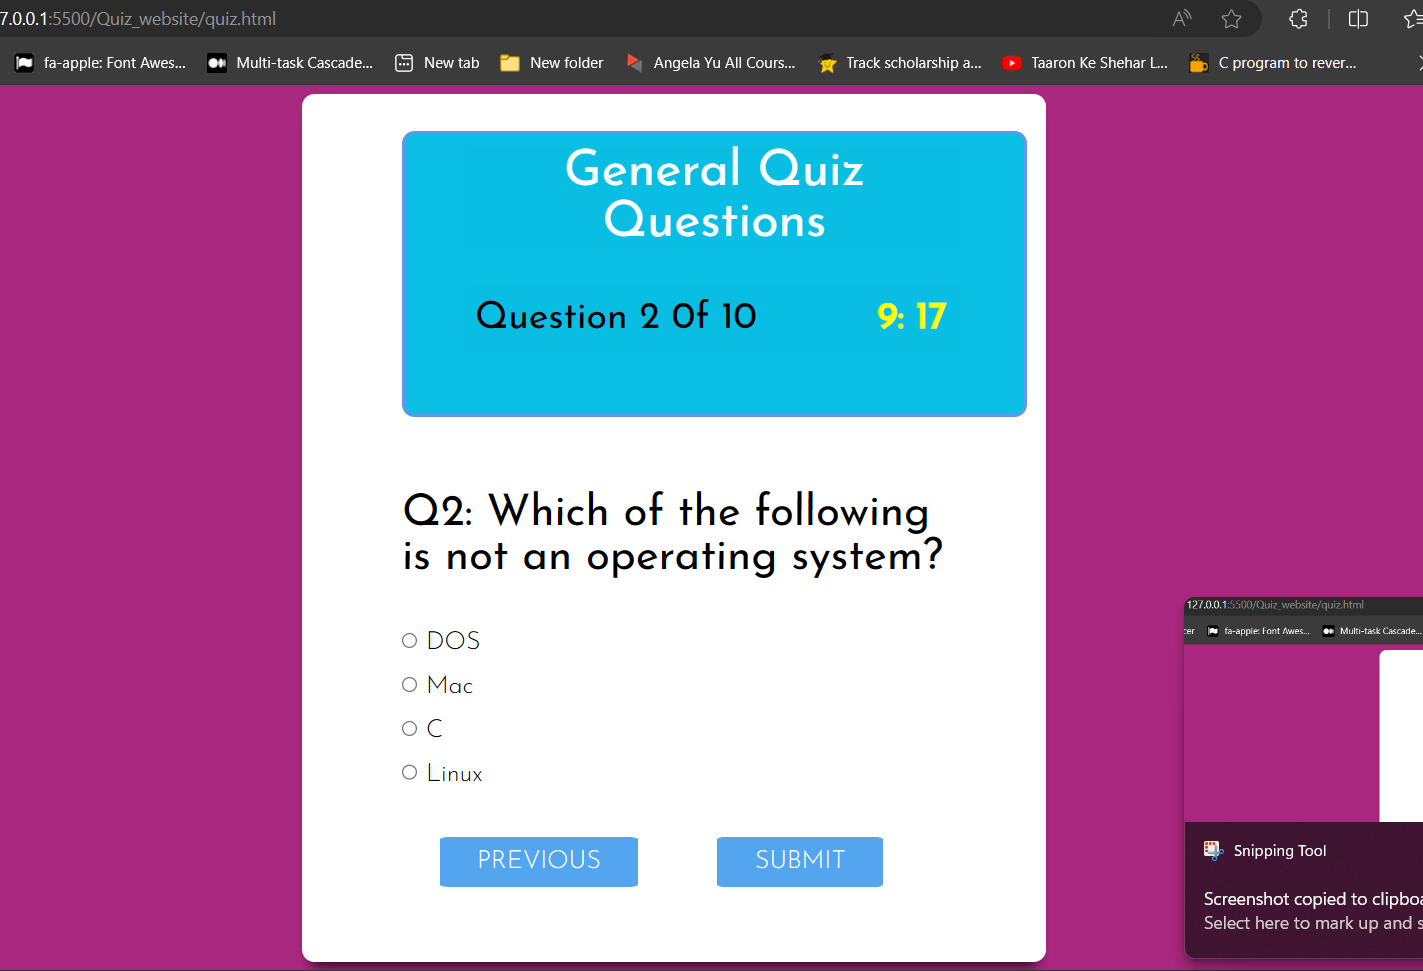 7.0.0.1:5500/Quiz_website/quiz.html
fa-apple: Font Awes... Multi-task Cascade... New tab New folder Angela Yu All Cours... Track scholarship a... Taaron Ke Shehar L... C program to rever...
General Quiz
Questions
Question 2 0f 10 9: 17
Q2: Which of the following
is not an operating system?
DOS
Mac
C
Linux
PREVIOUS SUBMIT
127.0.0.1:5500/Quiz_website/quiz.html
cer fa-apple: Font Awes... Multi-task Cascade...
Snipping Tool
Screenshot copied to clipboa
Select here to mark up and s